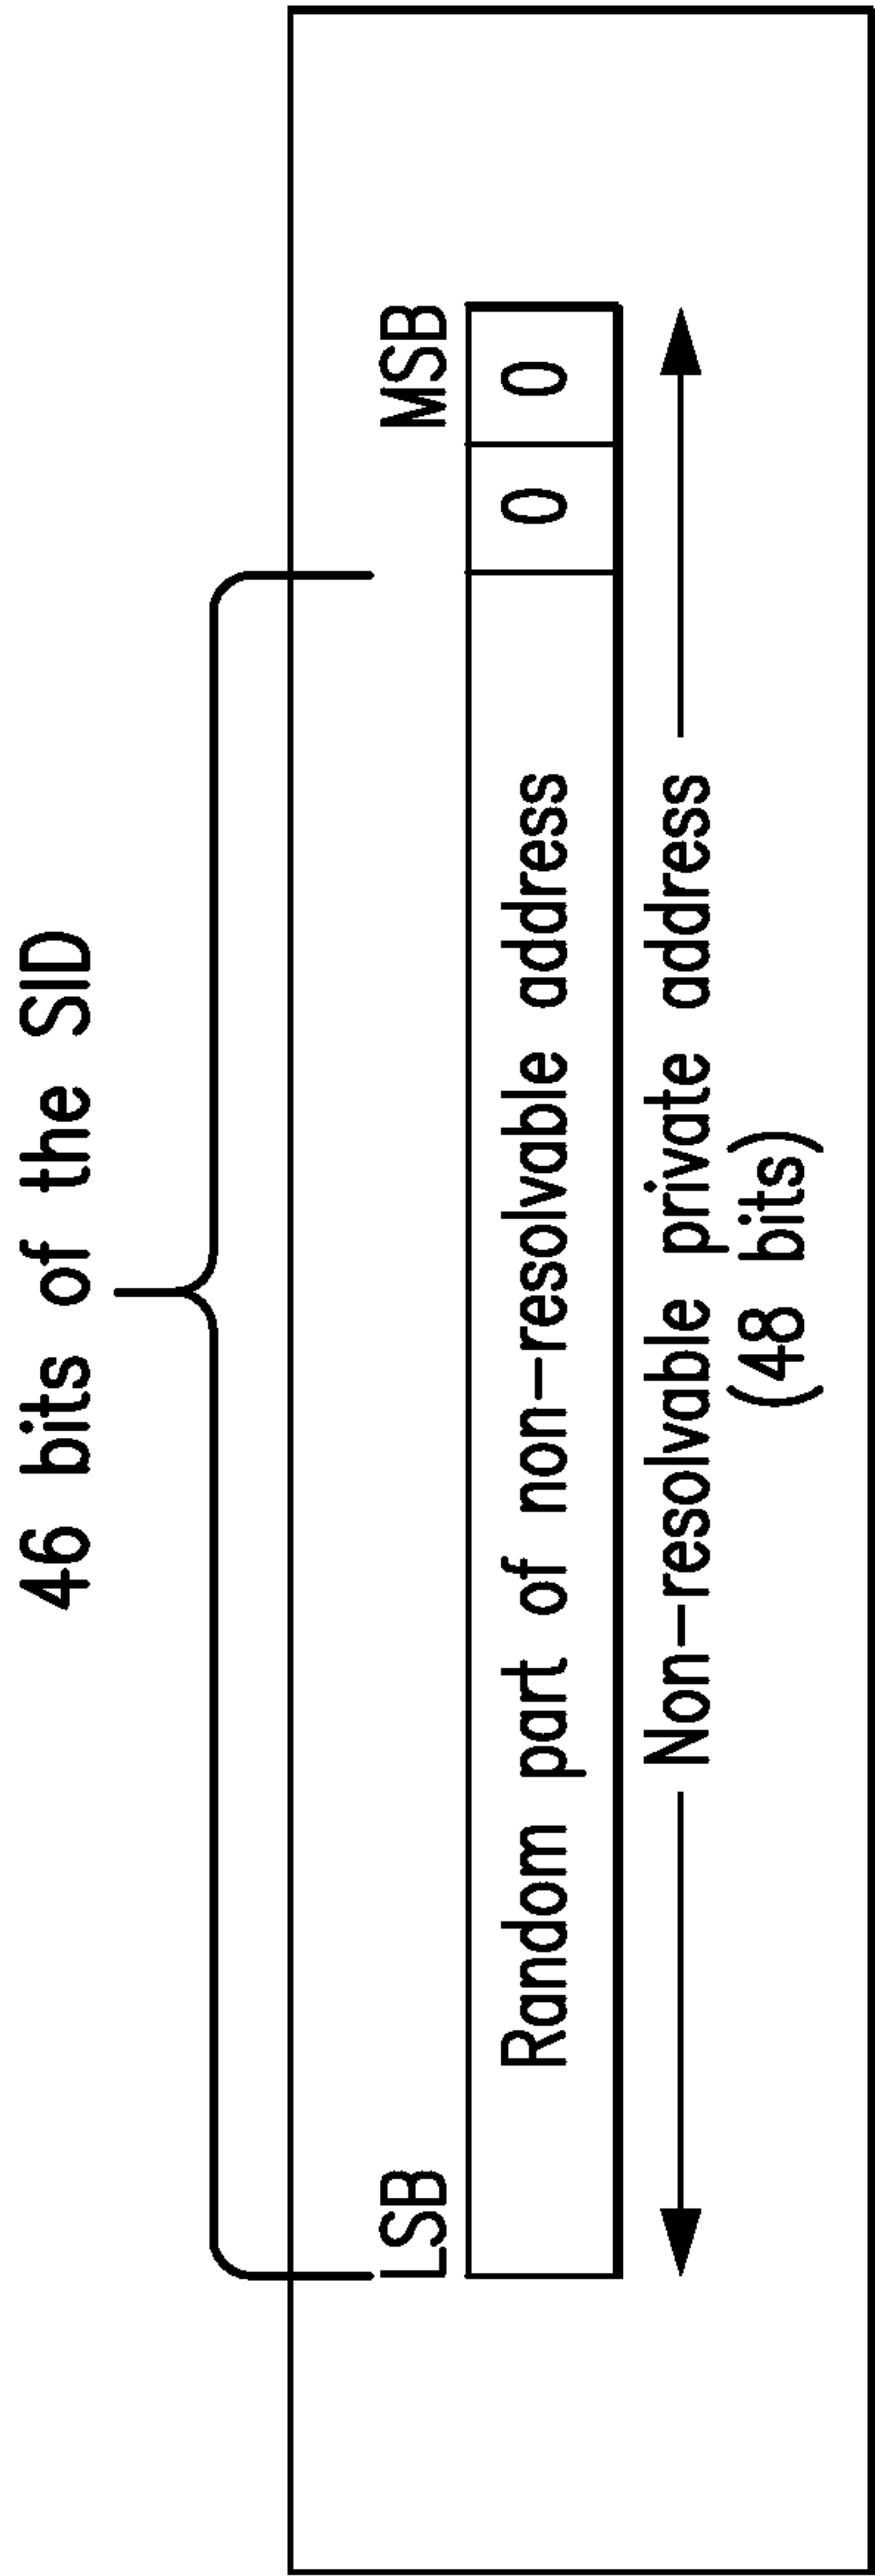 46 bits of the SID
LSB MSB
Random part of non-resolvable address 0 0
Non-resolvable private address
(48 bits)